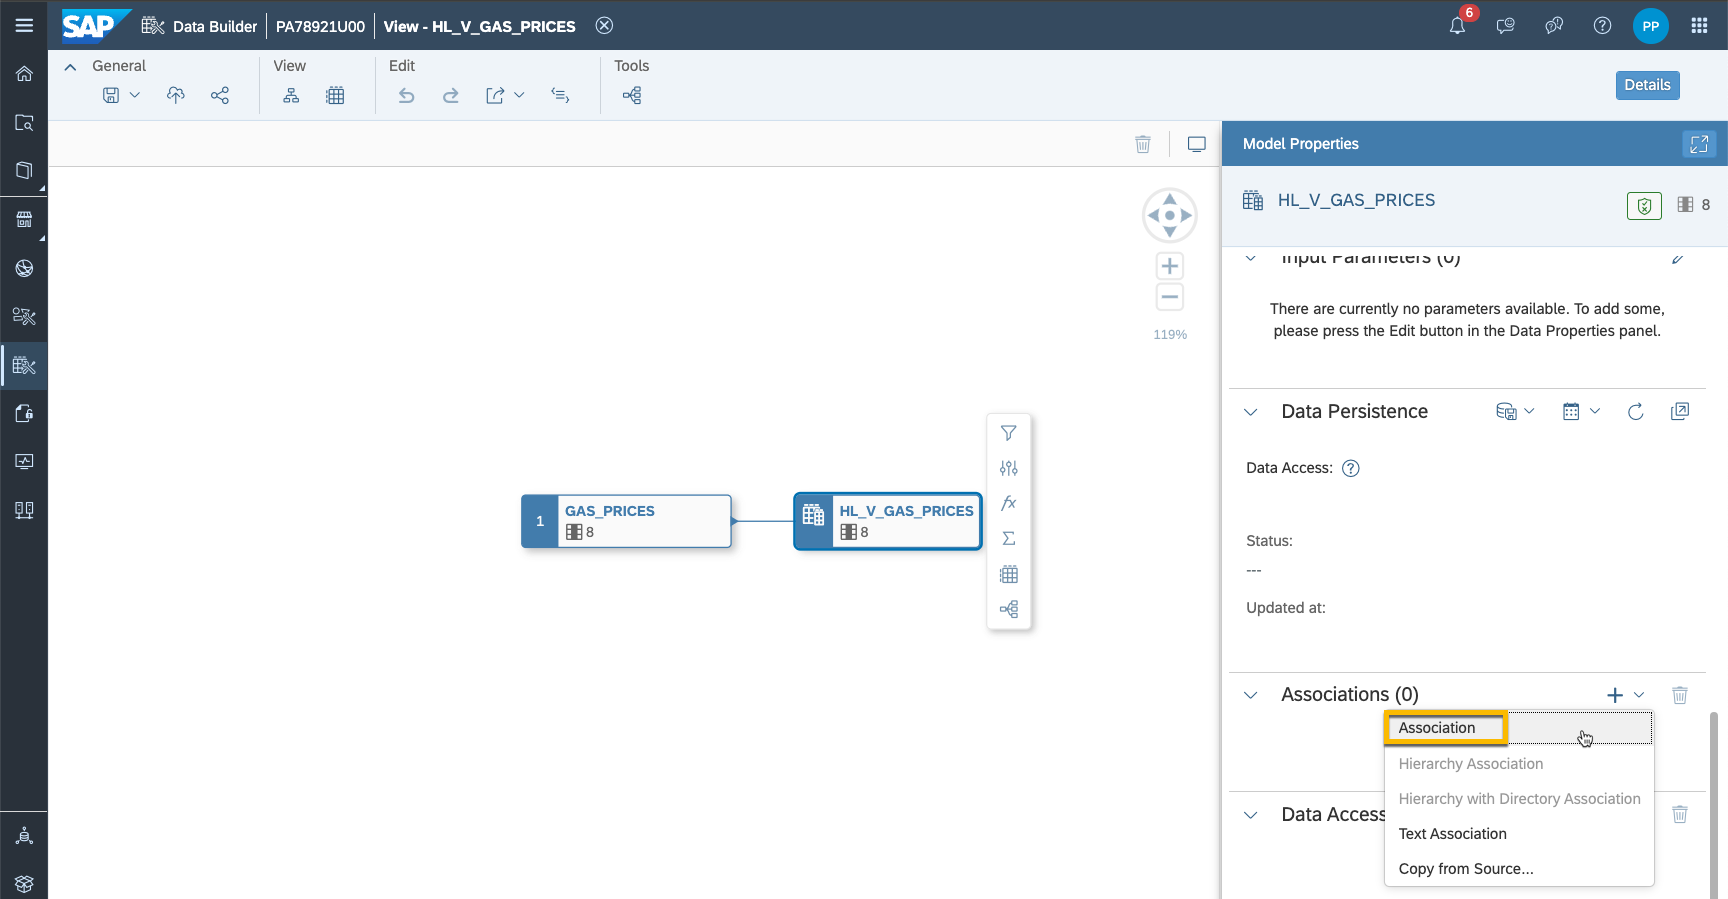 SAP Data Builder PA78921U00 View - HL_V_GAS_PRICES
6
PP
General View Edit Tools
Details
Model Properties
HL_V_GAS_PRICES
8
Input Parameters (0)
There are currently no parameters available. To add some,
please press the Edit button in the Data Properties panel.
119%
Data Persistence
Data Access:
1 GAS_PRICES
8
HL_V_GAS_PRICES
8
fx
Σ
Status:
---
Updated at:
Associations (0)
Association
Hierarchy Association
Hierarchy with Directory Association
Data Access
Text Association
Copy from Source...